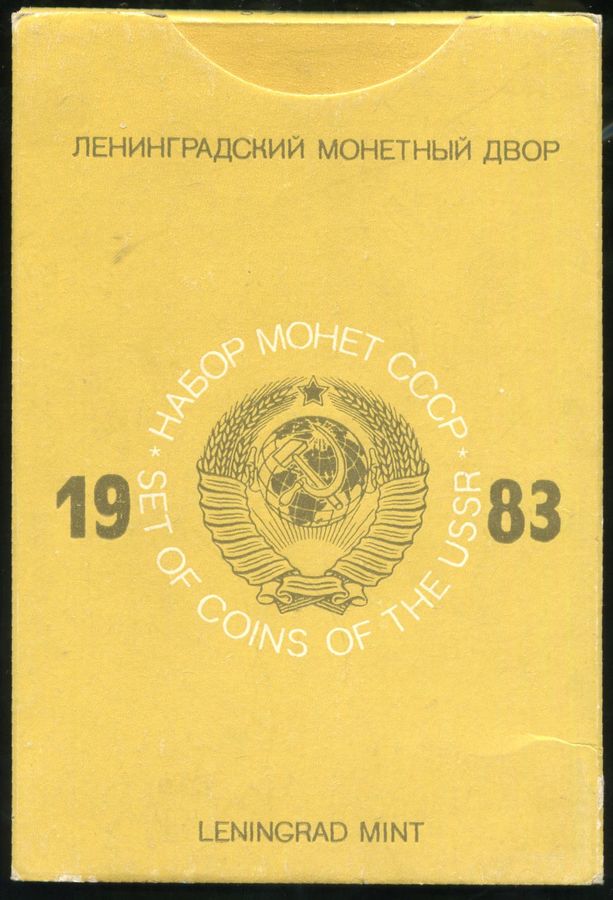 ЛЕНИНГРАДСКИЙ МОНЕТНЫЙ ДВОР
* НАБОР МОНЕТ СССР *
19 83
SET OF COINS OF THE USSR
LENINGRAD MINT